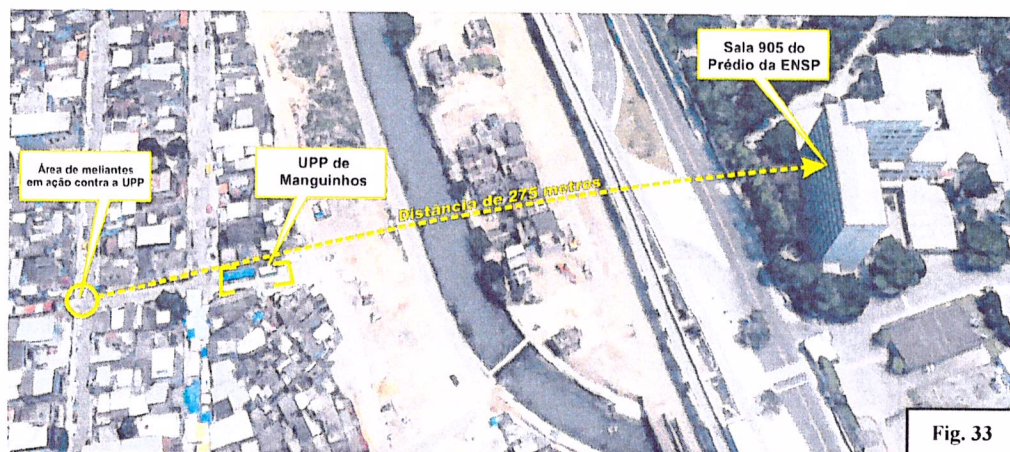 Sala 905 do
Prédio da ENSP
Área de meliantes
em ação contra a UPP
UPP de
Manguinhos
Distância de 275 metros
Fig. 33